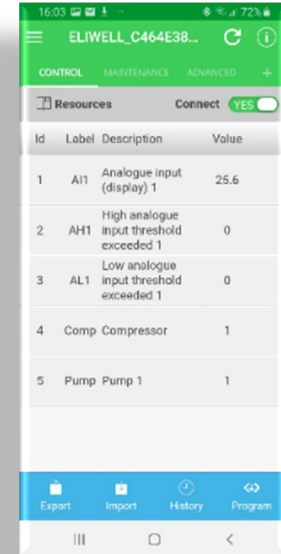 16:03 72%
ELIWELL_C464E38...
CONTROL MAINTENANCE ADVANCED +
Resources Connect YES
Id Label Description Value
1 AI1 Analogue input (display) 1 25.6
2 AH1 High analogue input threshold exceeded 1 0
3 AL1 Low analogue input threshold exceeded 1 0
4 Comp Compressor 1
5 Pump Pump 1 1
Export Import History Program